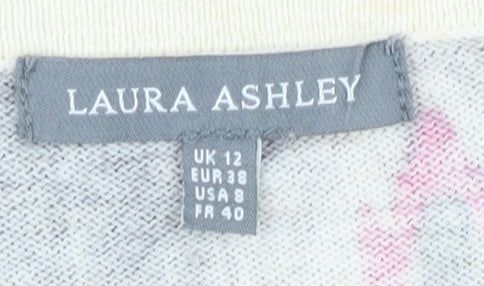 LAURA ASHLEY
UK 12
EUR 38
USA 8
FR 40